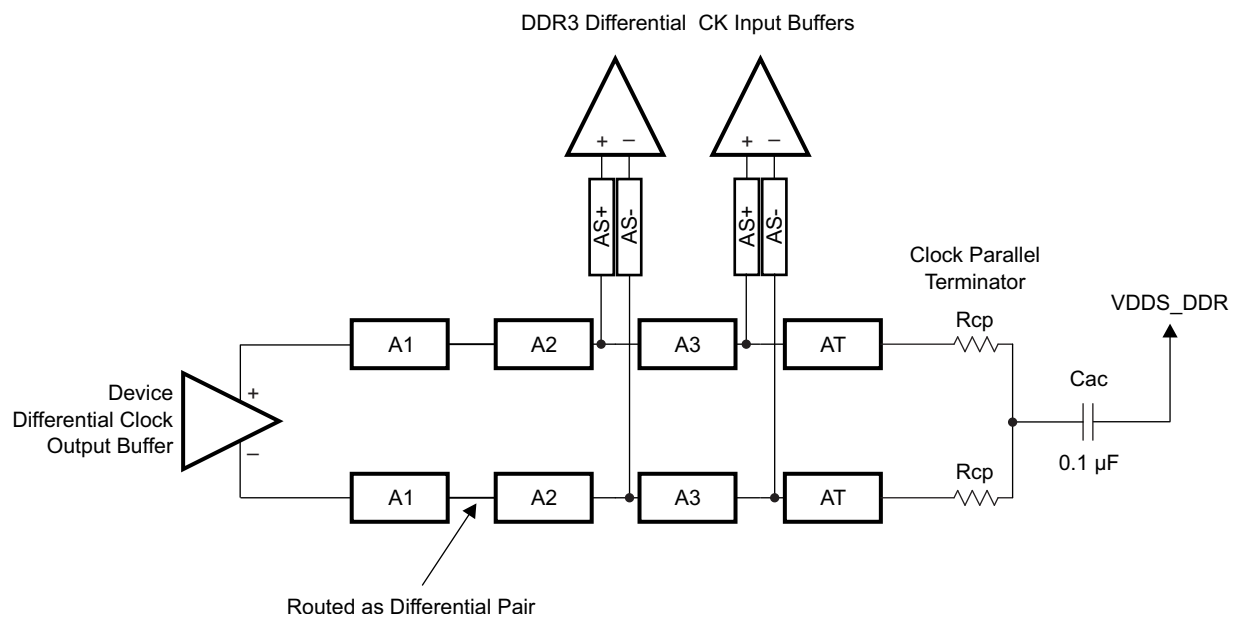 DDR3 Differential CK Input Buffers
+ –
+ –
AS+
AS-
AS+
AS-
Clock Parallel
Terminator
VDDS_DDR
A1
A2
A3
AT
Rcp
Device
Differential Clock
Output Buffer
+
–
Cac
0.1 µF
A1
A2
A3
AT
Rcp
Routed as Differential Pair